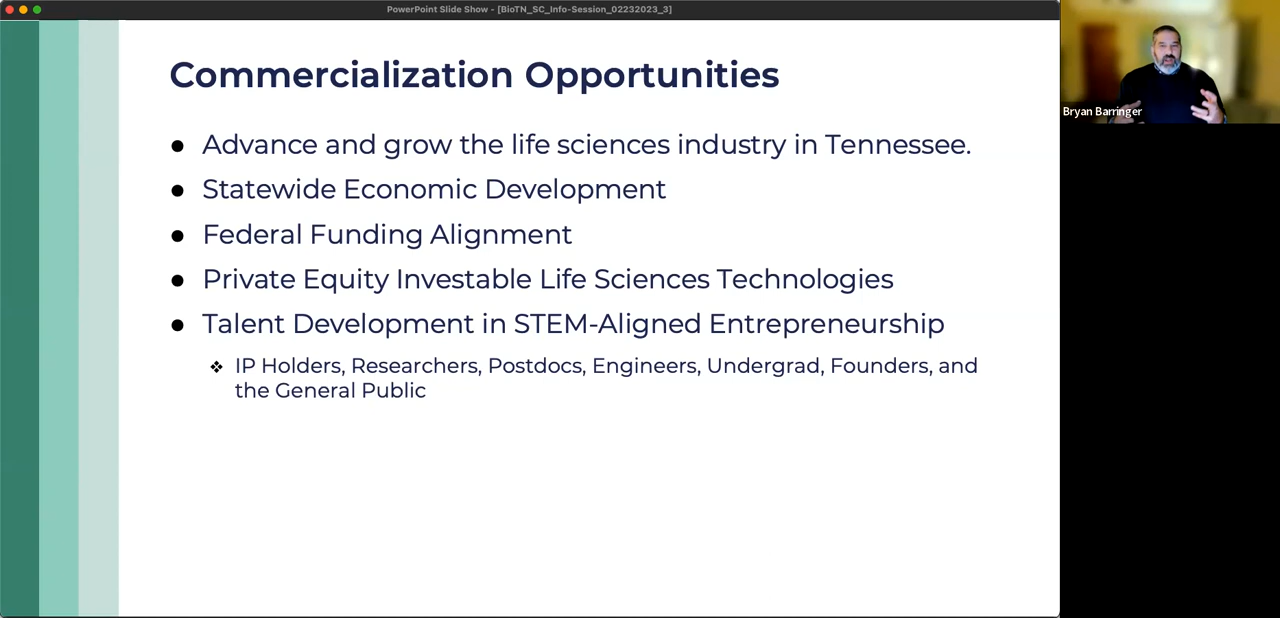 PowerPoint Slide Show - [BioTN_SC_Info-Session_02232023_3]
Commercialization Opportunities
● Advance and grow the life sciences industry in Tennessee.
● Statewide Economic Development
● Federal Funding Alignment
● Private Equity Investable Life Sciences Technologies
● Talent Development in STEM-Aligned Entrepreneurship
❖ IP Holders, Researchers, Postdocs, Engineers, Undergrad, Founders, and
the General Public
Bryan Barringer